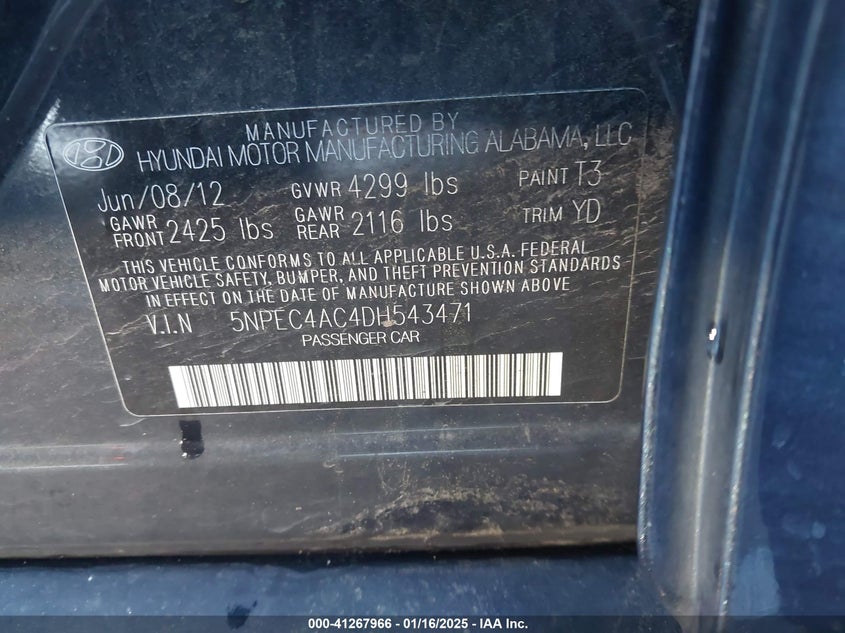 MANUFACTURED BY
HYUNDAI MOTOR MANUFACTURING ALABAMA, LLC
Jun/08/12 GVWR 4299 lbs PAINT T3
GAWR FRONT 2425 lbs GAWR REAR 2116 lbs TRIM YD
THIS VEHICLE CONFORMS TO ALL APPLICABLE U.S.A. FEDERAL
MOTOR VEHICLE SAFETY, BUMPER, AND THEFT PREVENTION STANDARDS
IN EFFECT ON THE DATE OF MANUFACTURE SHOWN ABOVE
V.I.N 5NPEC4AC4DH543471
PASSENGER CAR
000-41267966 - 01/16/2025 - IAA Inc.